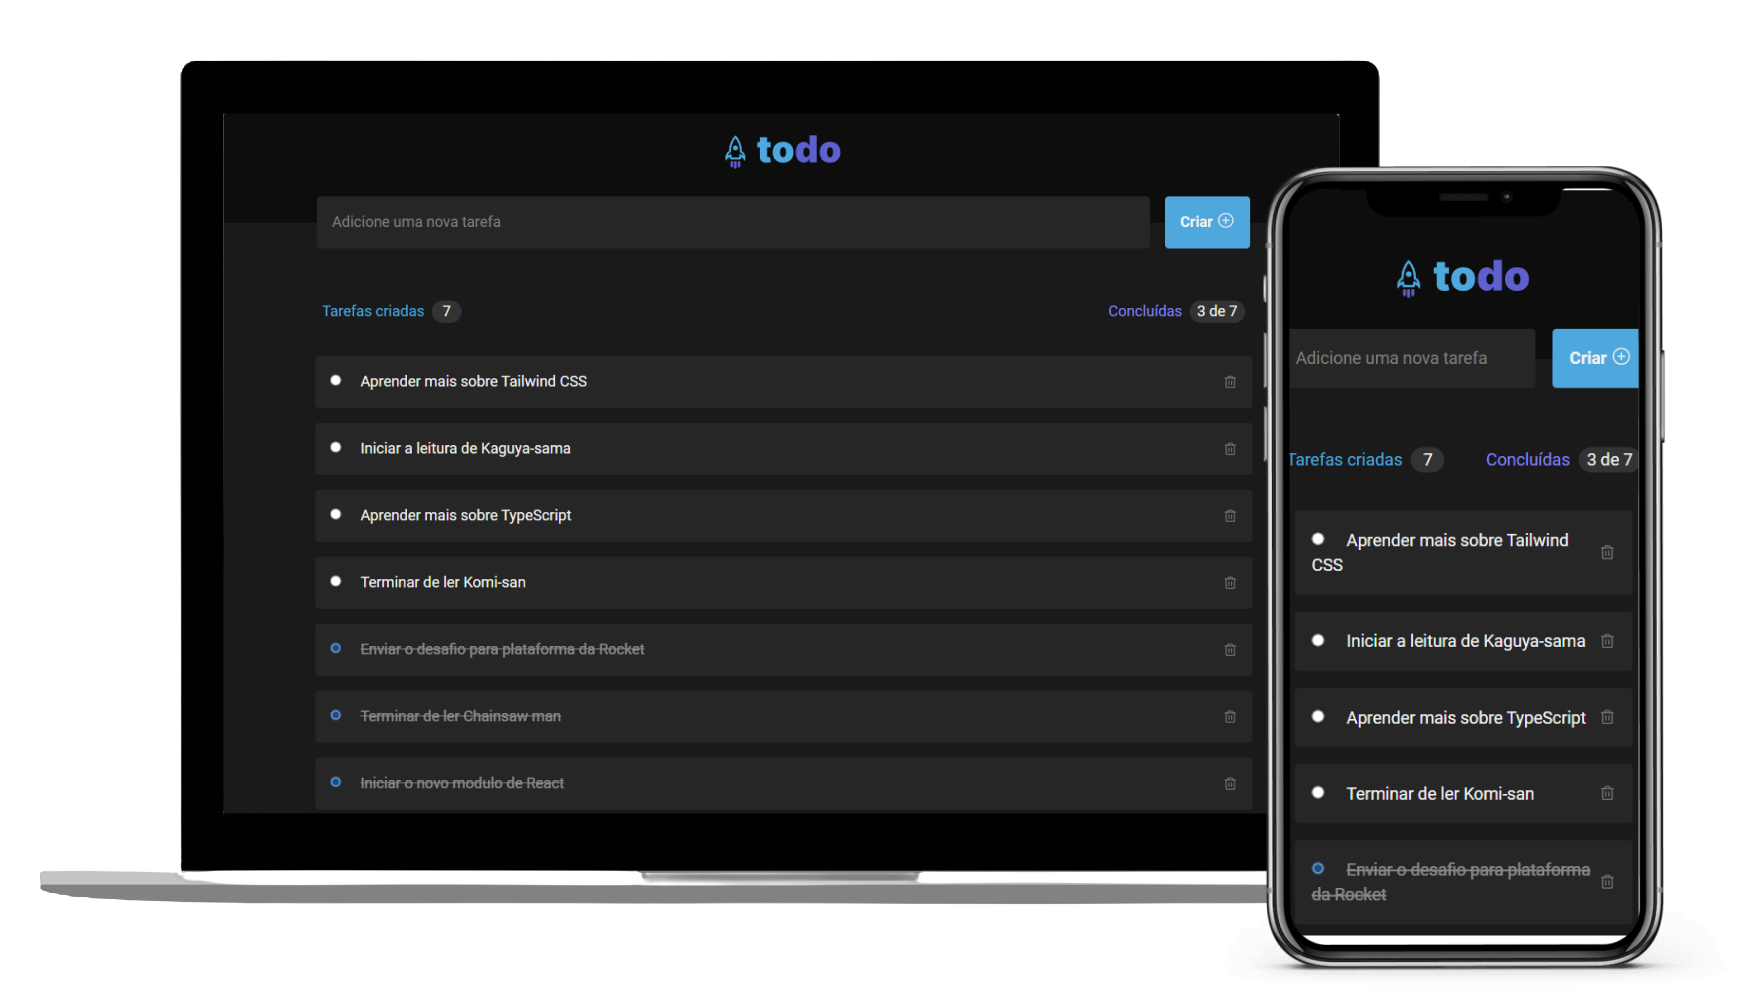 todo
Adicione uma nova tarefa
Criar
Tarefas criadas 7
Concluídas 3 de 7
Aprender mais sobre Tailwind CSS
Iniciar a leitura de Kaguya-sama
Aprender mais sobre TypeScript
Terminar de ler Komi-san
Enviar o desafio para plataforma da Rocket
Terminar de ler Chainsaw man
Iniciar o novo modulo de React
todo
Adicione uma nova tarefa
Criar
Tarefas criadas 7
Concluídas 3 de 7
Aprender mais sobre Tailwind
CSS
Iniciar a leitura de Kaguya-sama
Aprender mais sobre TypeScript
Terminar de ler Komi-san
Enviar o desafio para plataforma
da Rocket